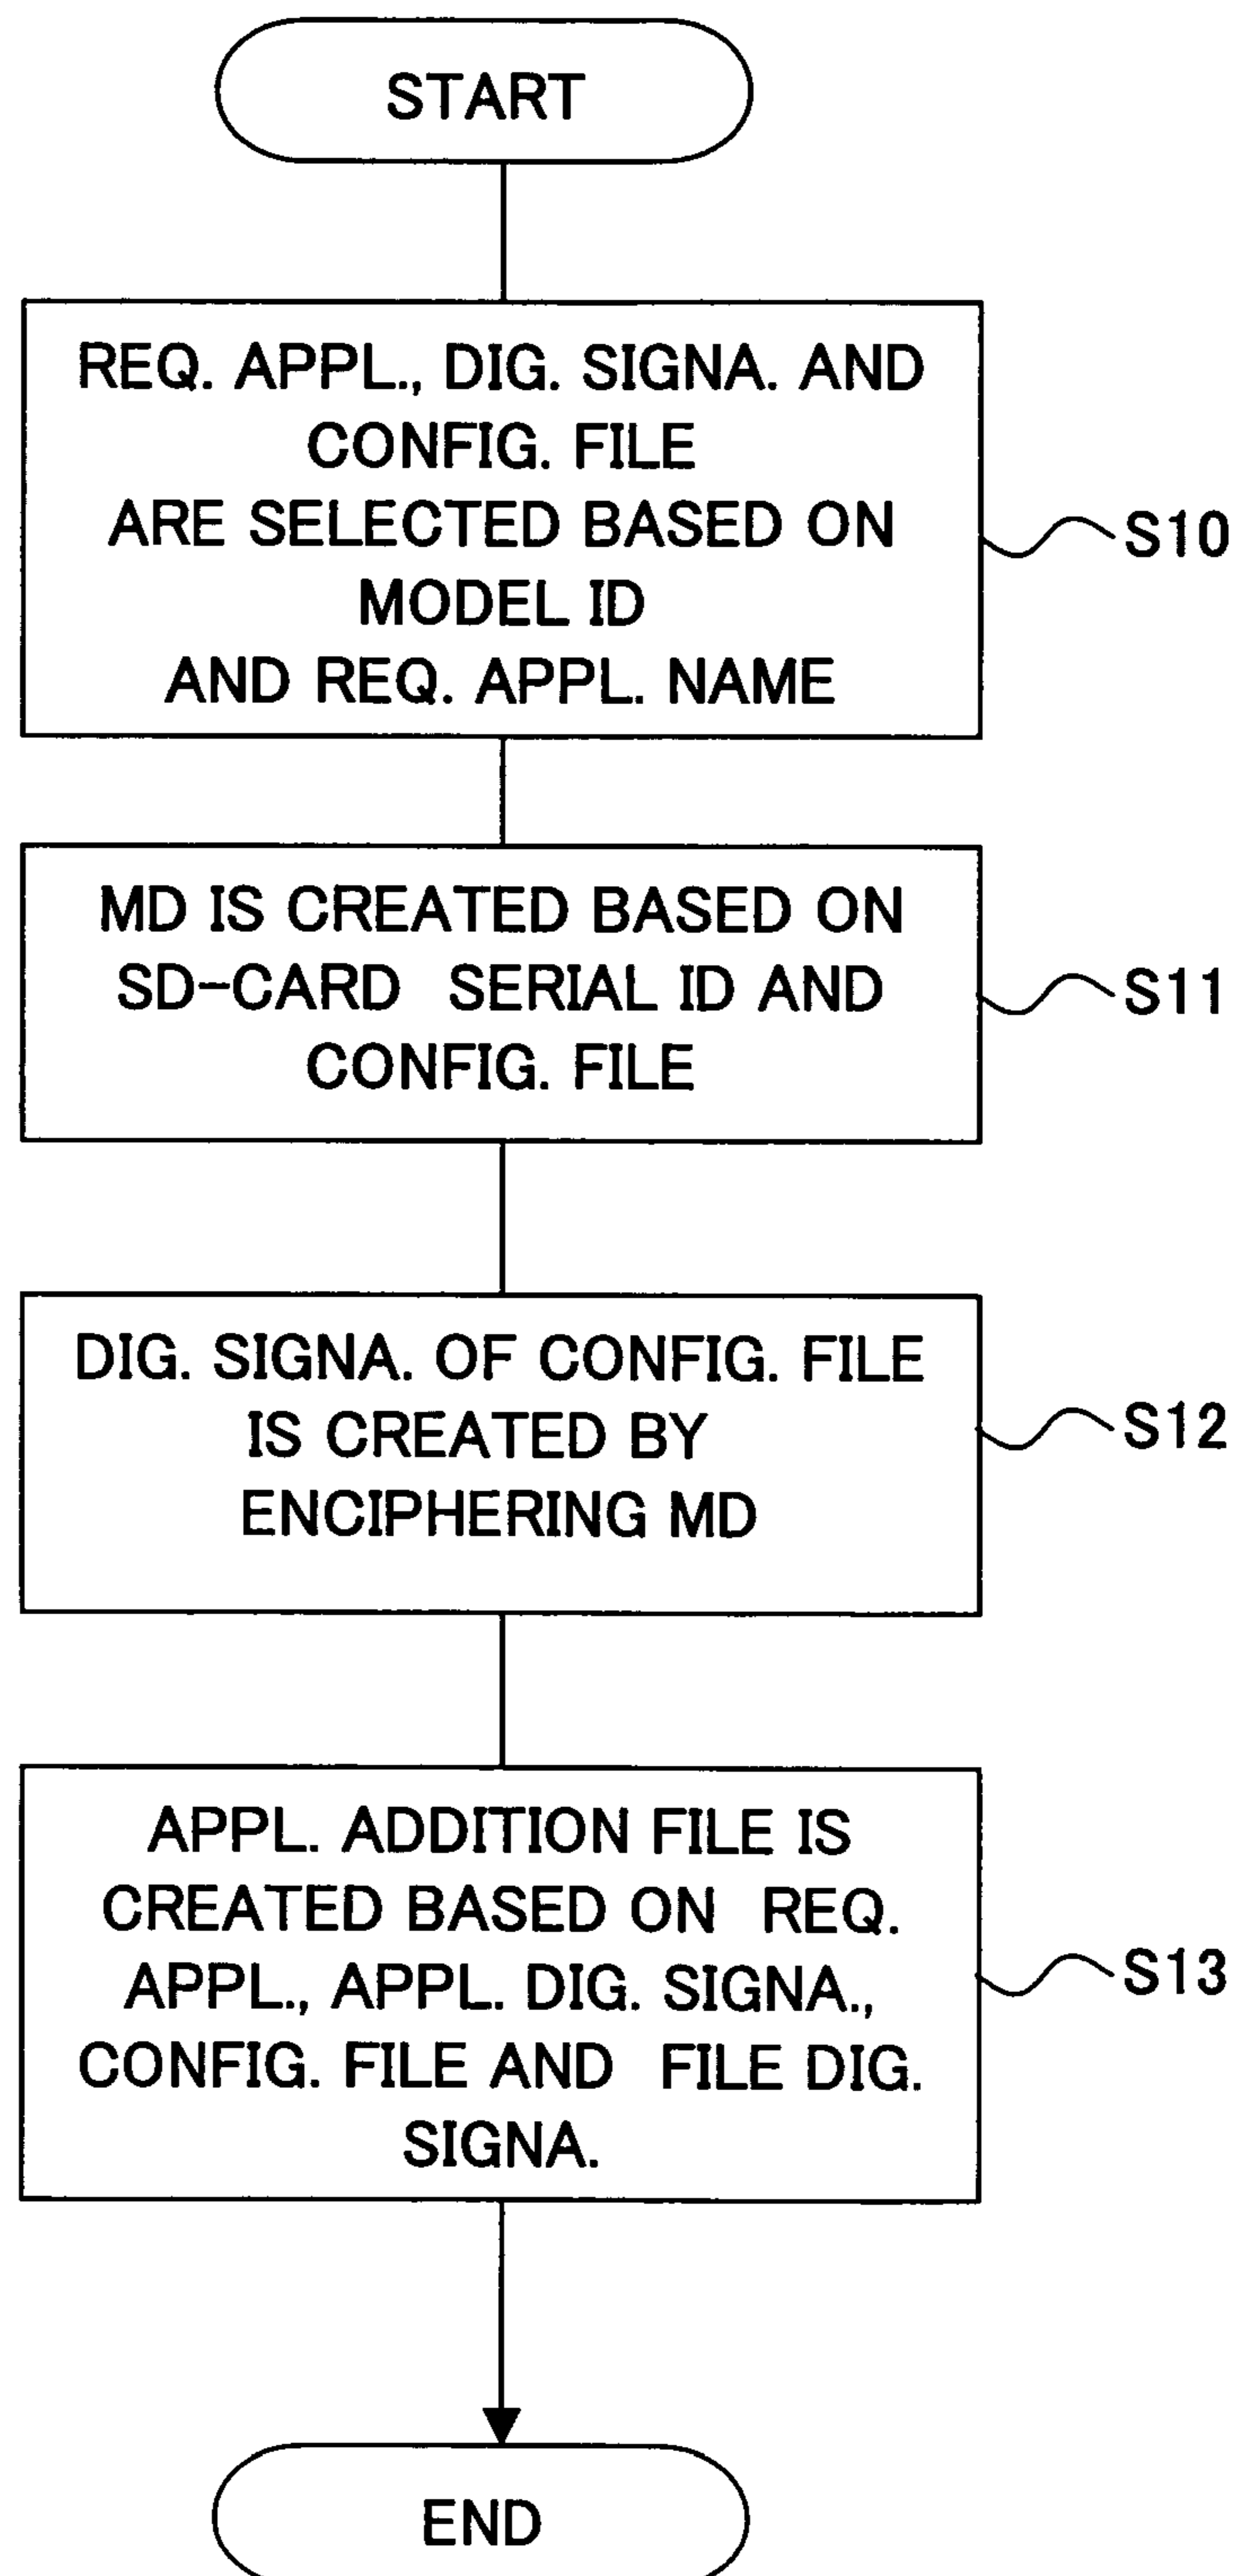 START
REQ. APPL., DIG. SIGNA. AND
CONFIG. FILE
ARE SELECTED BASED ON
MODEL ID
AND REQ. APPL. NAME
S10
MD IS CREATED BASED ON
SD-CARD SERIAL ID AND
CONFIG. FILE
S11
DIG. SIGNA. OF CONFIG. FILE
IS CREATED BY
ENCIPHERING MD
S12
APPL. ADDITION FILE IS
CREATED BASED ON REQ.
APPL., APPL. DIG. SIGNA.,
CONFIG. FILE AND FILE DIG.
SIGNA.
S13
END